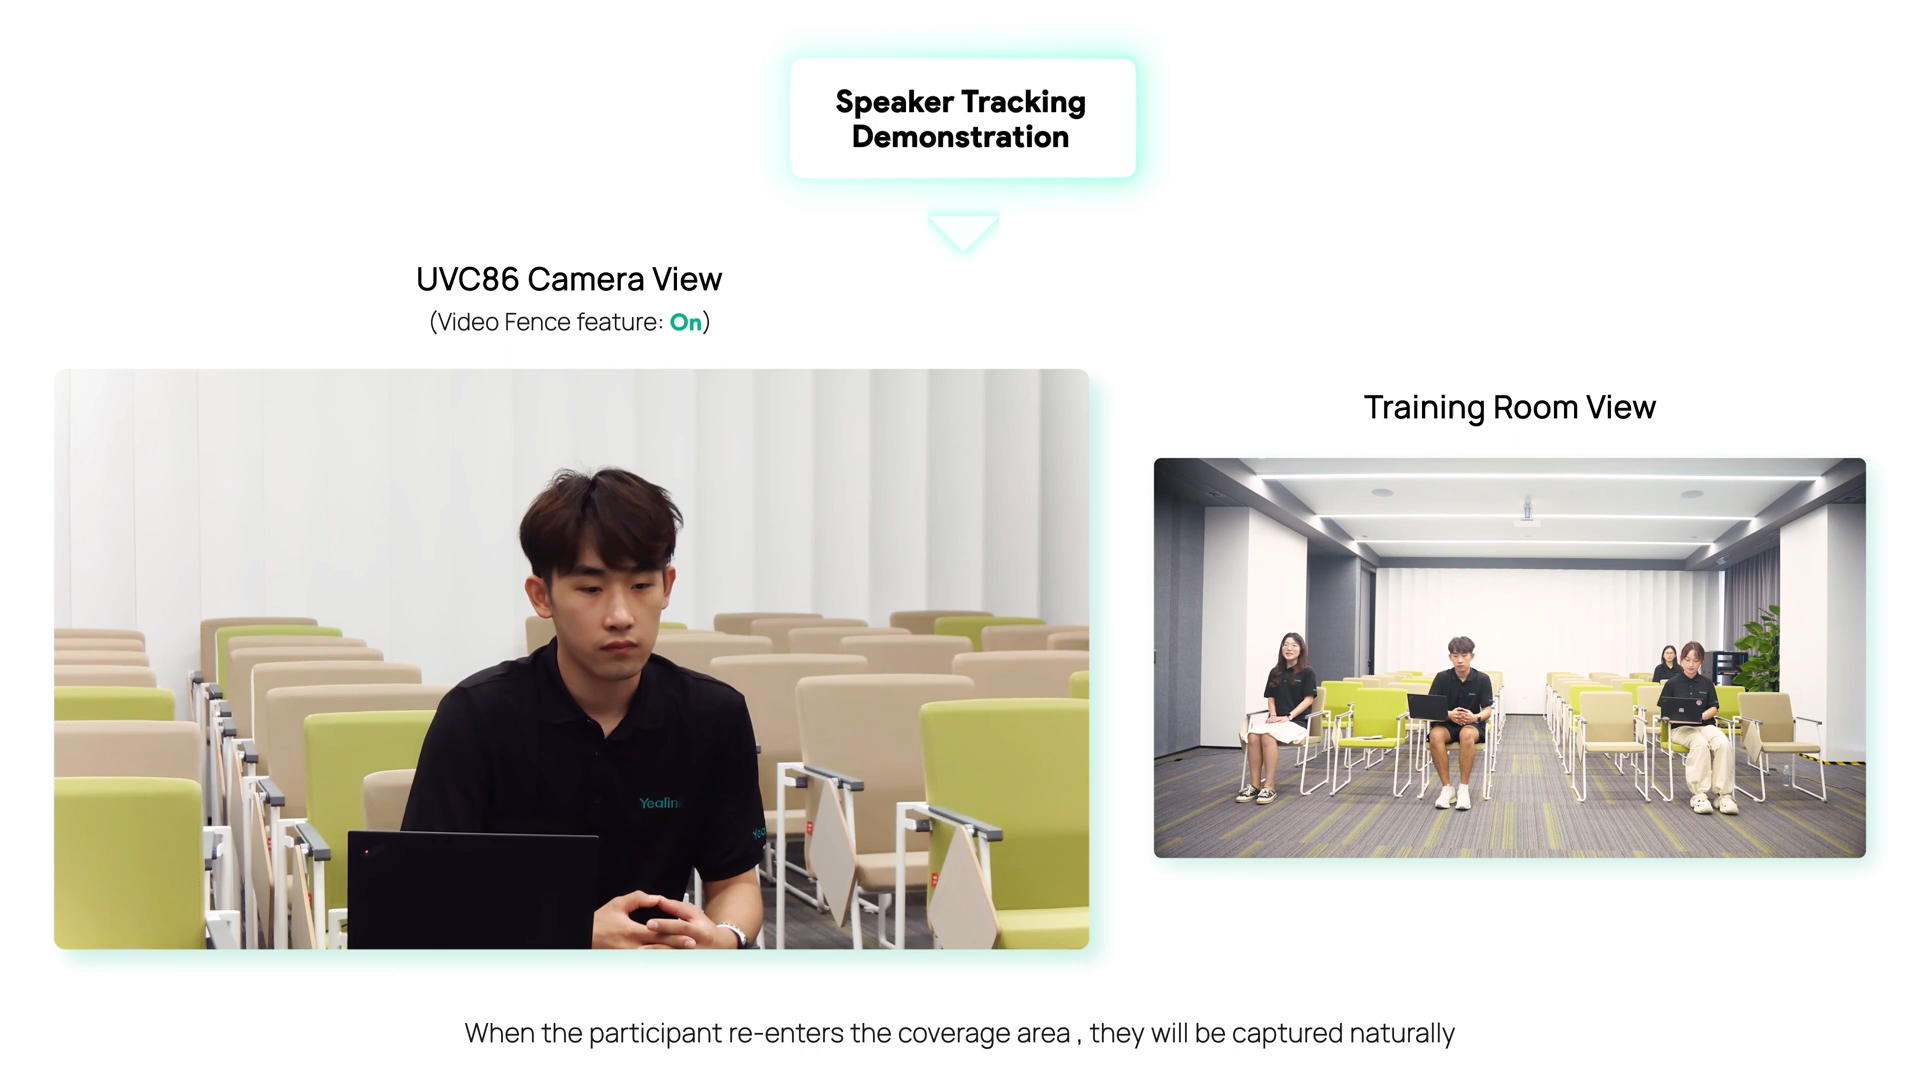 Speaker Tracking
Demonstration
UVC86 Camera View
(Video Fence feature: On)
Training Room View
Yealin
When the participant re-enters the coverage area , they will be captured naturally